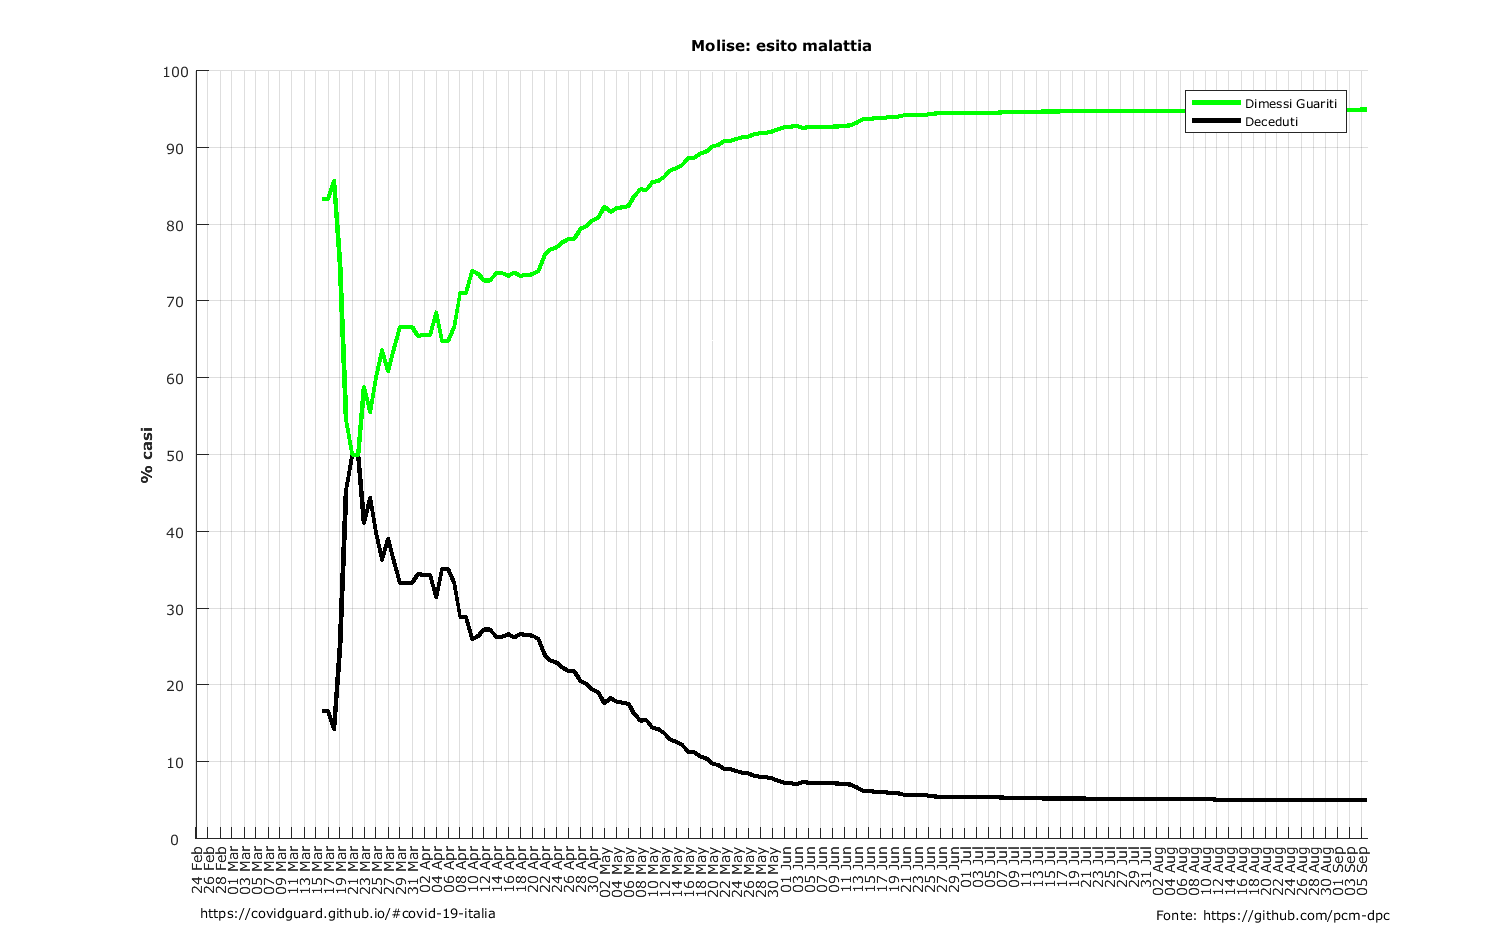 Molise: esito malattia
100
90
80
70
60
50
40
30
20
10
0
% casi
Dimessi Guariti
Deceduti
24 Feb
26 Feb
28 Feb
01 Mar
03 Mar
05 Mar
07 Mar
09 Mar
11 Mar
13 Mar
15 Mar
17 Mar
19 Mar
21 Mar
23 Mar
25 Mar
27 Mar
29 Mar
31 Mar
02 Apr
04 Apr
06 Apr
08 Apr
10 Apr
12 Apr
14 Apr
16 Apr
18 Apr
20 Apr
22 Apr
24 Apr
26 Apr
28 Apr
30 Apr
02 May
04 May
06 May
08 May
10 May
12 May
14 May
16 May
18 May
20 May
22 May
24 May
26 May
28 May
30 May
01 Jun
03 Jun
05 Jun
07 Jun
09 Jun
11 Jun
13 Jun
15 Jun
17 Jun
19 Jun
21 Jun
23 Jun
25 Jun
27 Jun
29 Jun
01 Jul
03 Jul
05 Jul
07 Jul
09 Jul
11 Jul
13 Jul
15 Jul
17 Jul
19 Jul
21 Jul
23 Jul
25 Jul
27 Jul
29 Jul
31 Jul
02 Aug
04 Aug
06 Aug
08 Aug
10 Aug
12 Aug
14 Aug
16 Aug
18 Aug
20 Aug
22 Aug
24 Aug
26 Aug
28 Aug
30 Aug
01 Sep
03 Sep
05 Sep
https://covidguard.github.io/#covid-19-italia
Fonte: https://github.com/pcm-dpc